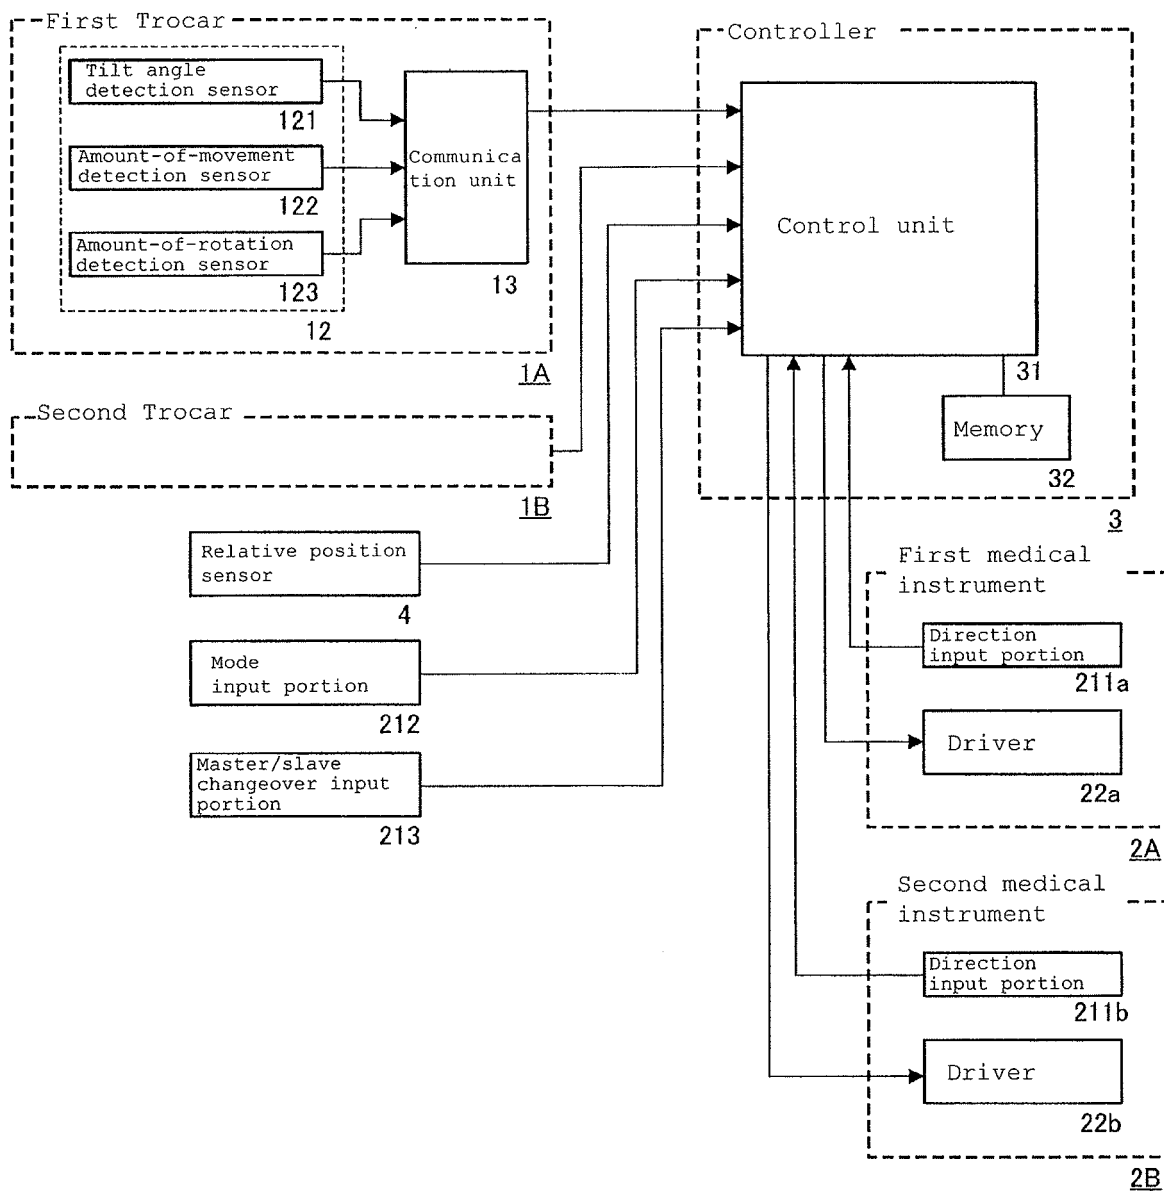 First Trocar
Tilt angle
detection sensor
121
Amount-of-movement
detection sensor
122
Amount-of-rotation
detection sensor
123
12
Communica
tion unit
13
1A
Second Trocar
1B
Relative position
sensor
4
Mode
input portion
212
Master/slave
changeover input
portion
213
Controller
Control unit
31
Memory
32
3
First medical
instrument
Direction
input portion
211a
Driver
22a
2A
Second medical
instrument
Direction
input portion
211b
Driver
22b
2B